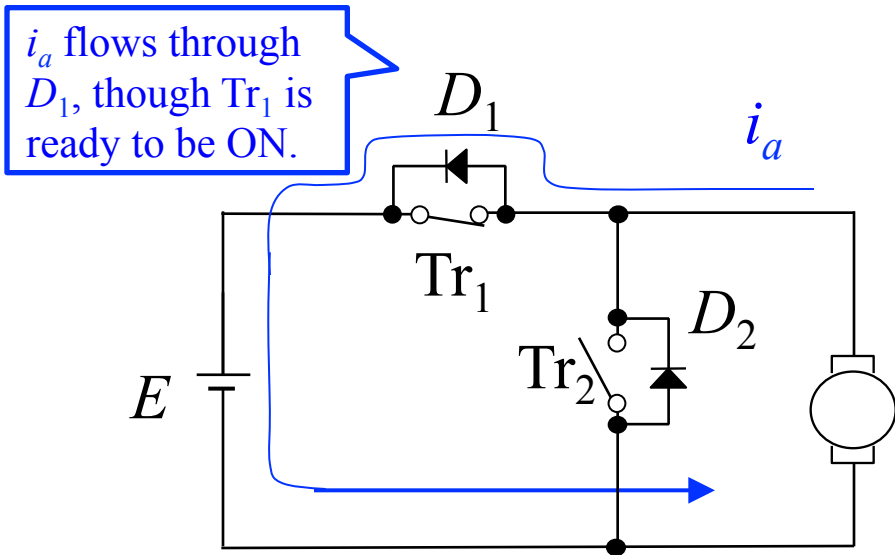 i_a flows through
D_1, though Tr_1 is
ready to be ON.
D_1
i_a
Tr_1
D_2
Tr_2
E